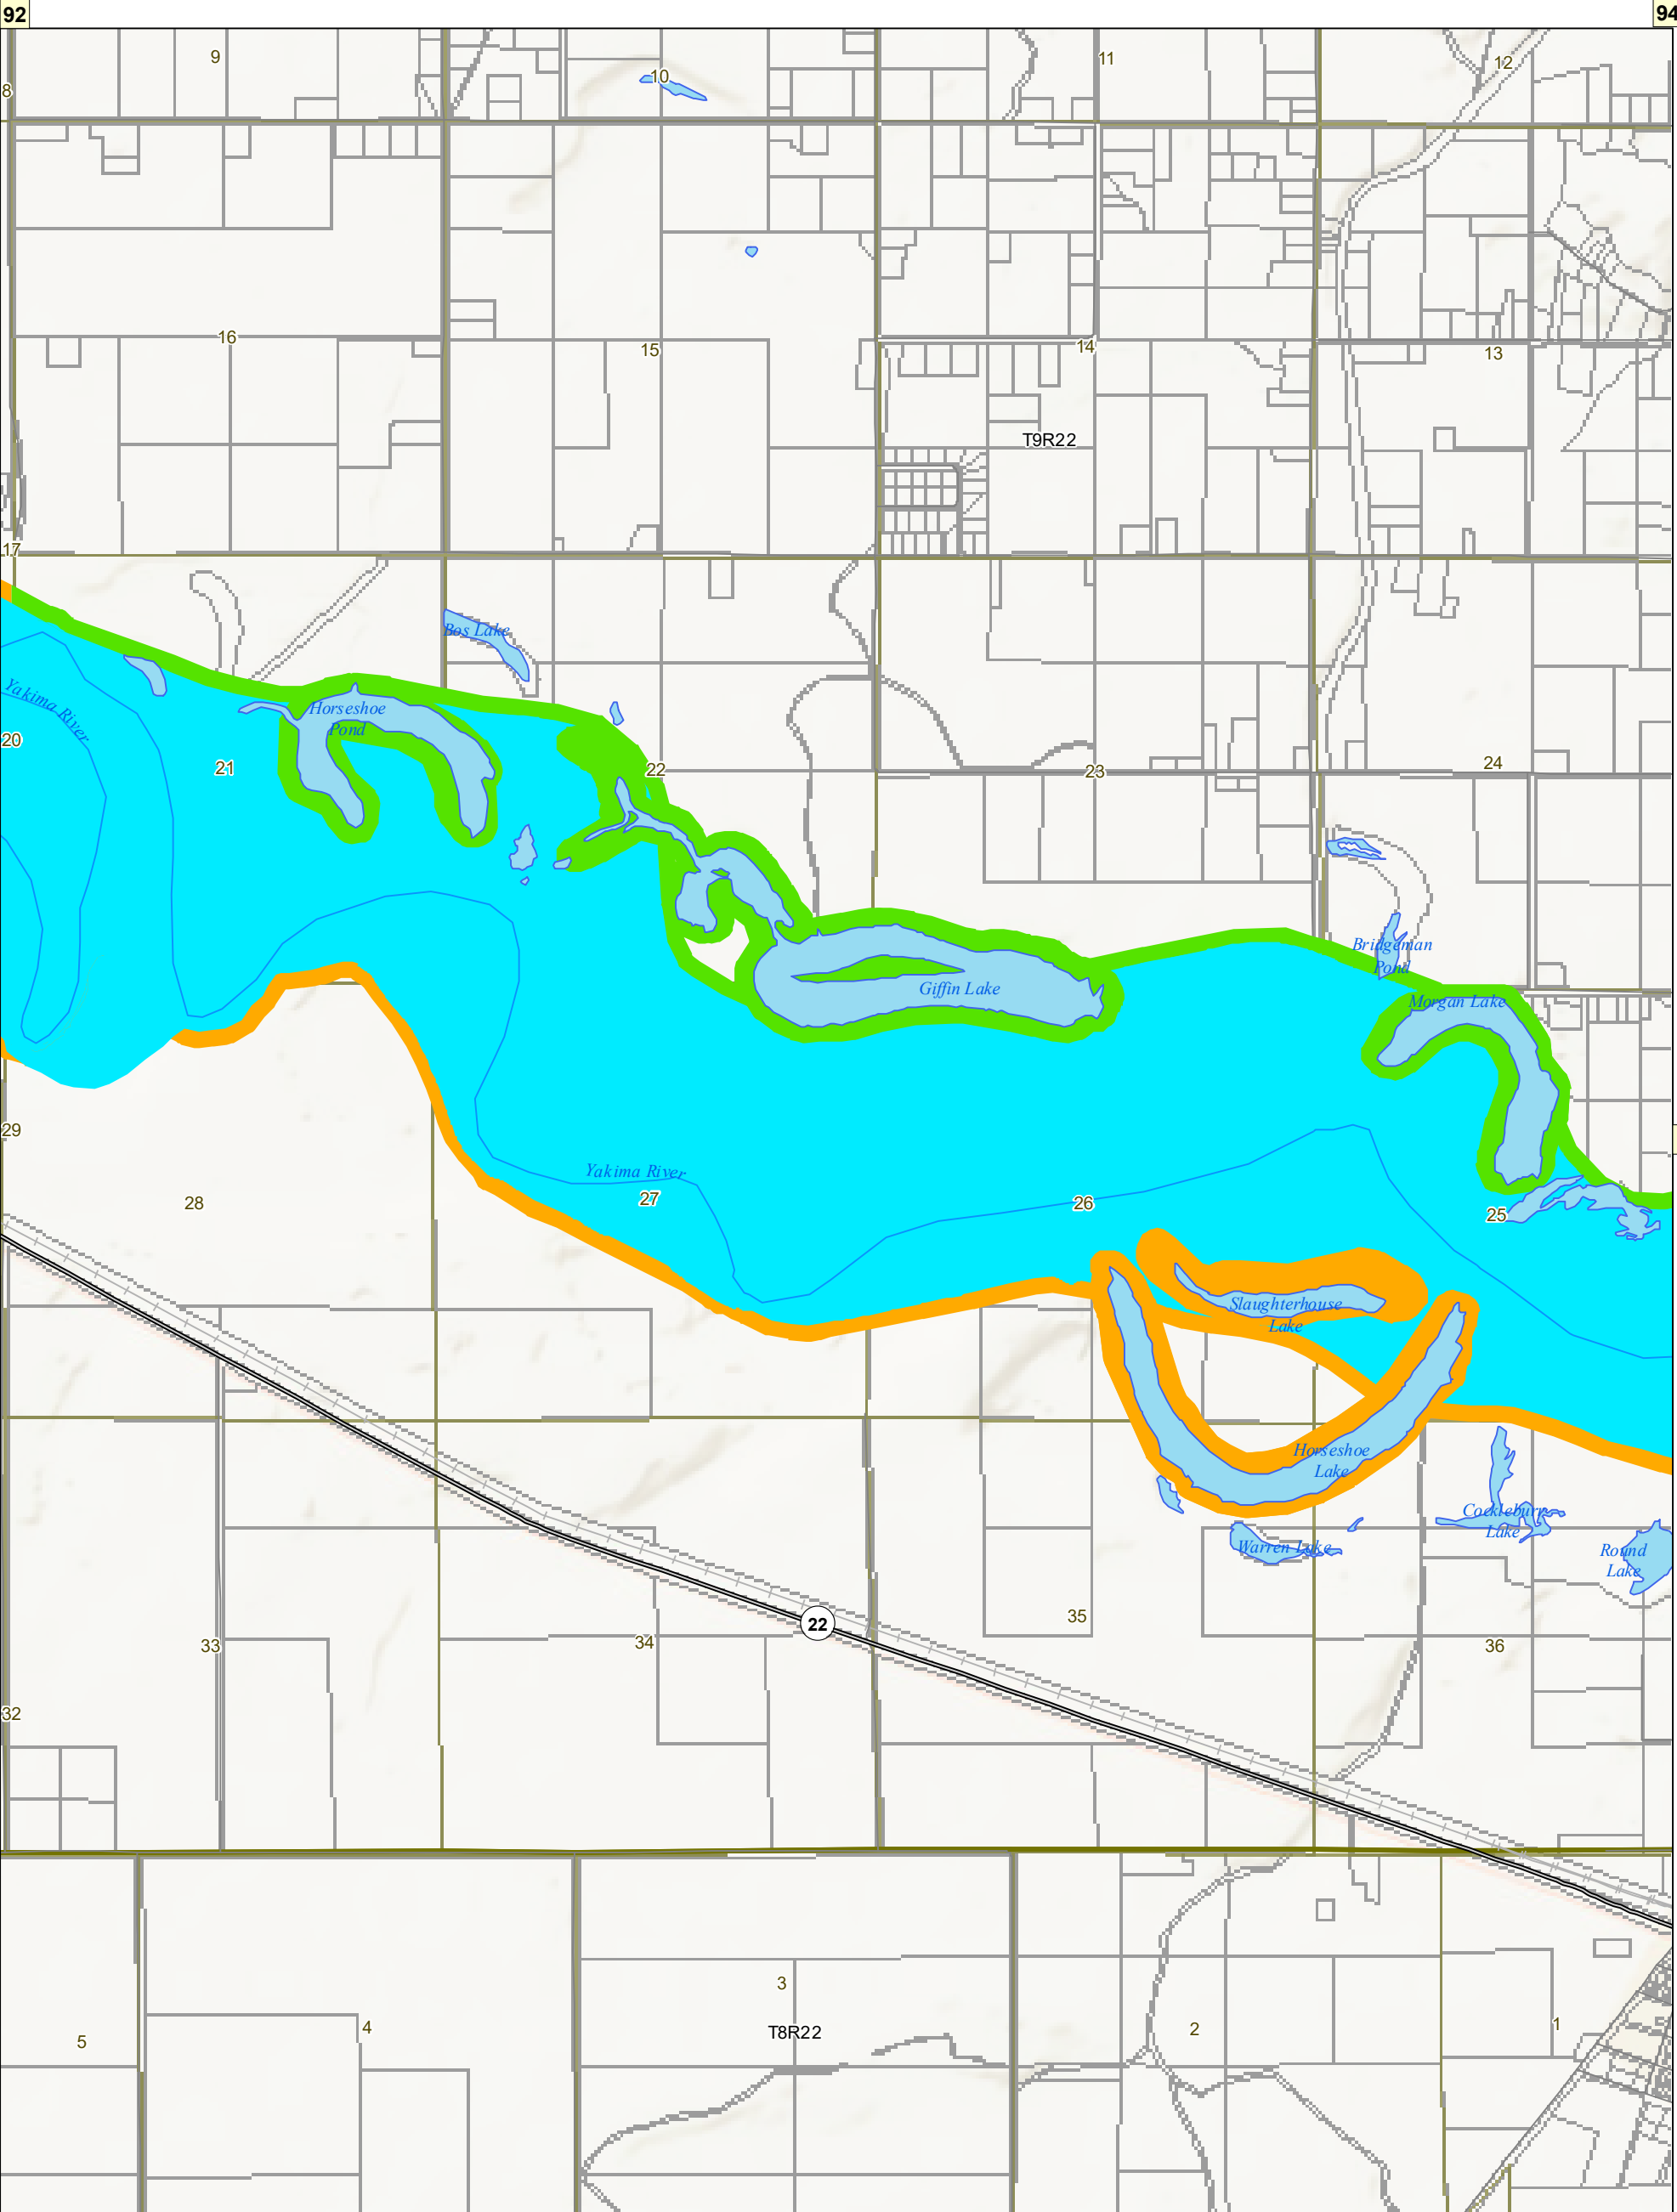 92
94
9
10
11
12
8
16
15
14
13
T9R22
17
Bos Lake
Yakima River
Horseshoe
Pond
20
21
22
23
24
Bridgeman
Pond
Giffin Lake
Morgan Lake
29
28
Yakima River
27
26
25
Slaughterhouse
Lake
Horseshoe
Lake
Cockleburr
Lake
Warren Lake
Round
Lake
22
35
33
34
36
32
3
T8R22
5
4
2
1